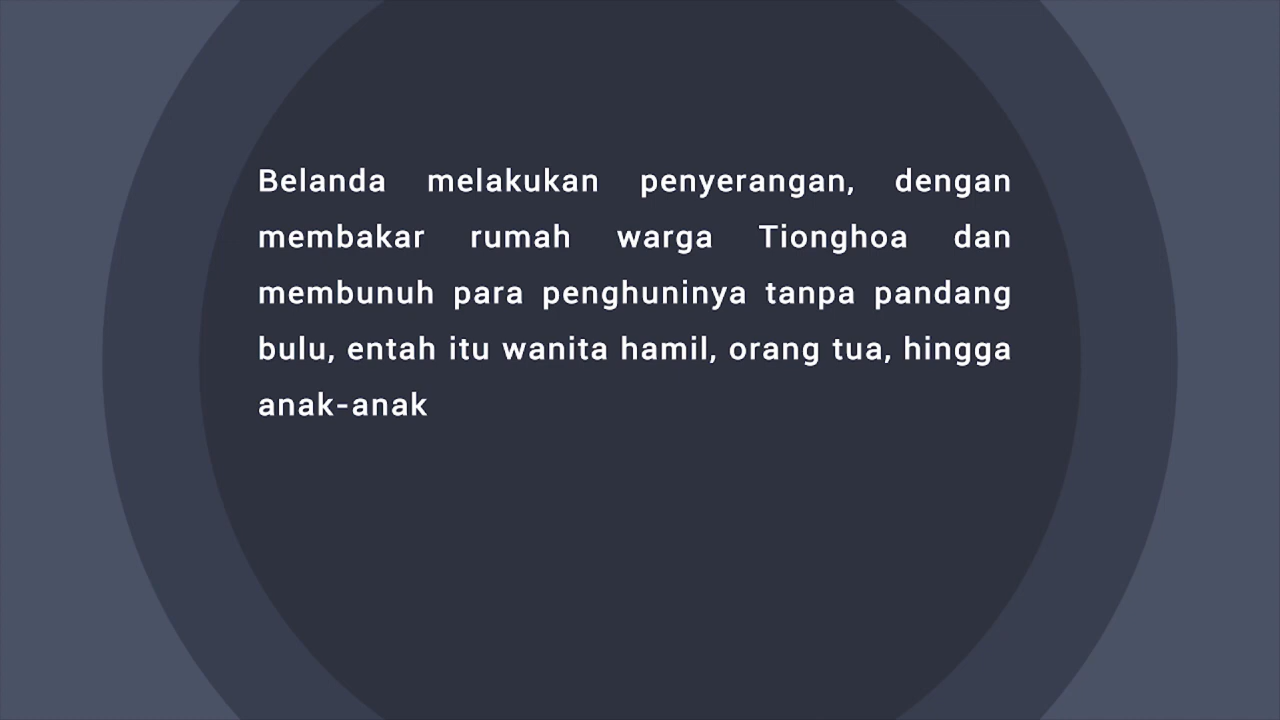 Belanda melakukan penyerangan, dengan
membakar rumah warga Tionghoa dan
membunuh para penghuninya tanpa pandang
bulu, entah itu wanita hamil, orang tua, hingga
anak-anak